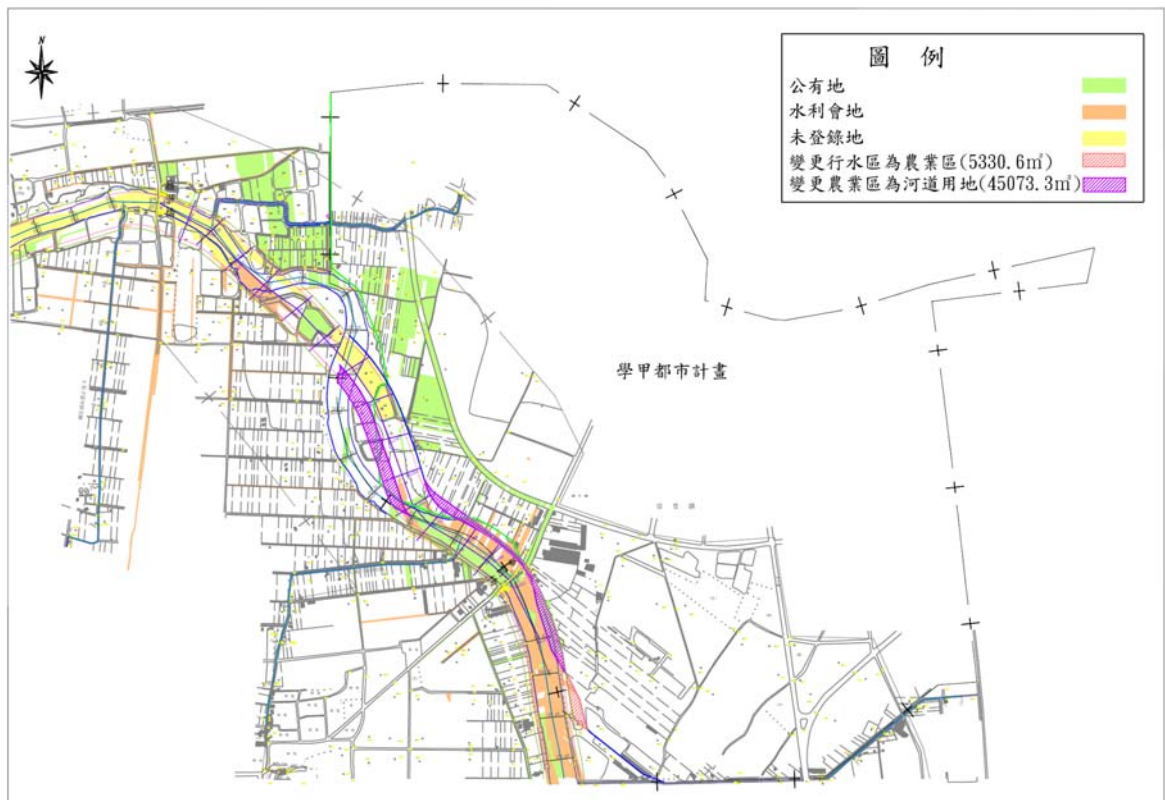 N
圖 例
公有地
水利會地
未登錄地
變更行水區為農業區(5330.6㎡)
變更農業區為河道用地(45073.3㎡)
學甲都市計畫